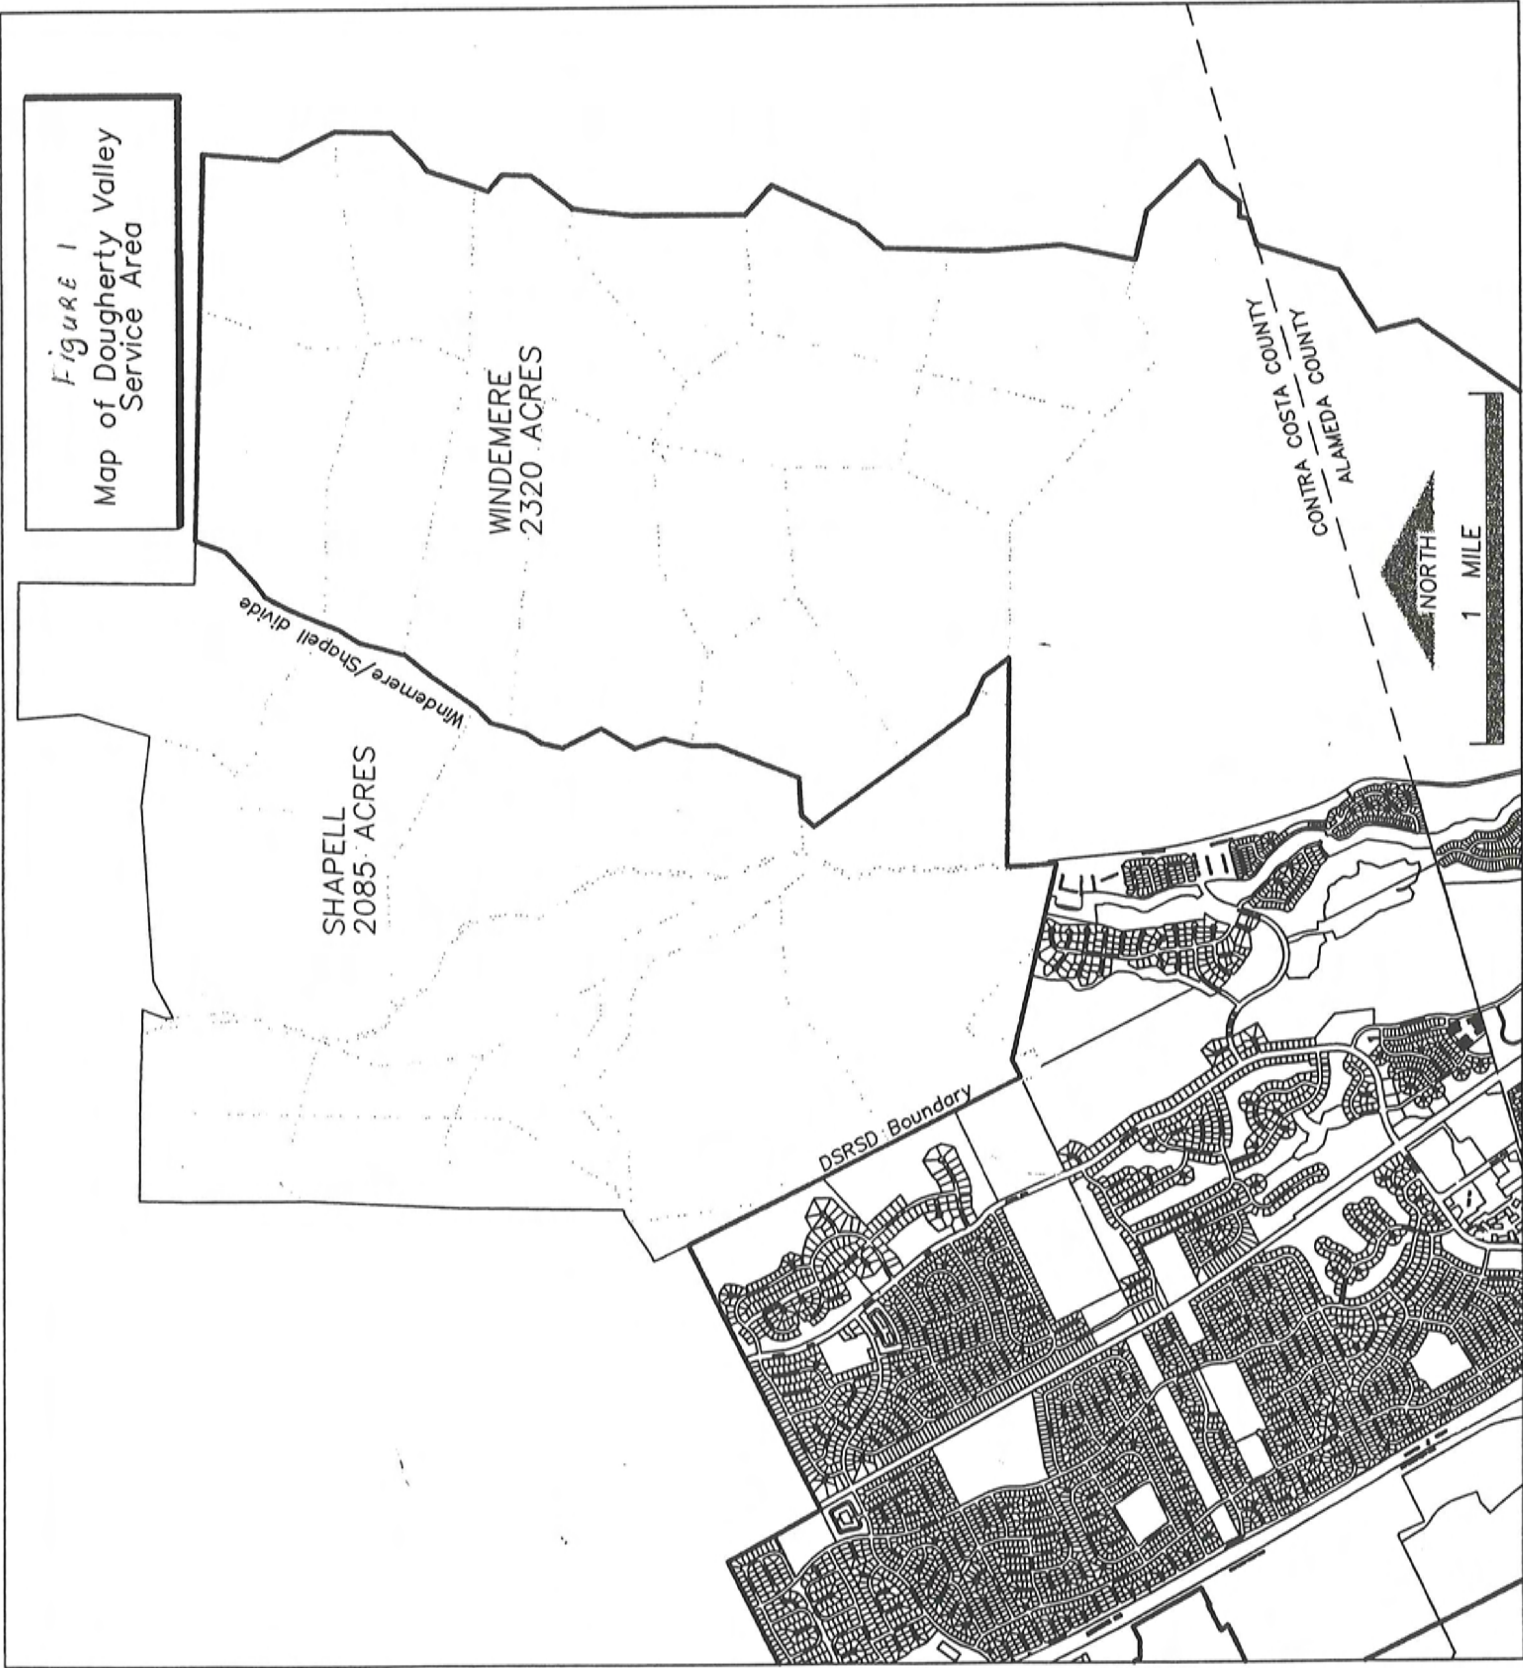 Figure 1
Map of Dougherty Valley
Service Area
WINDEMERE
2320 ACRES
Windemere/Shapell divide
SHAPELL
2085 ACRES
DSRSD Boundary
CONTRA COSTA COUNTY
ALAMEDA COUNTY
NORTH
1 MILE